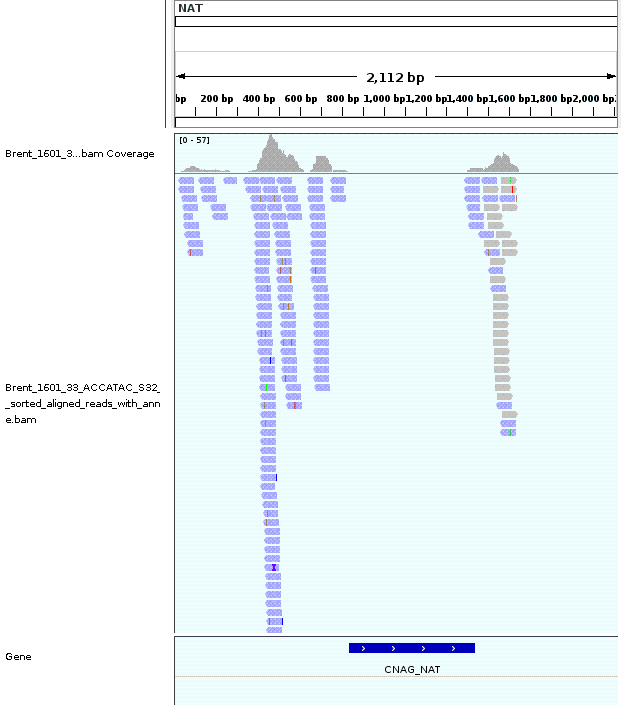 NAT
2,112 bp
bp 200 bp 400 bp 600 bp 800 bp 1,000 bp 1,200 bp 1,400 bp 1,600 bp 1,800 bp 2,000 bp
[0 - 57]
Brent_1601_3...bam Coverage
Brent_1601_33_ACCATAC_S32_
_sorted_aligned_reads_with_ann
e.bam
Gene
CNAG_NAT